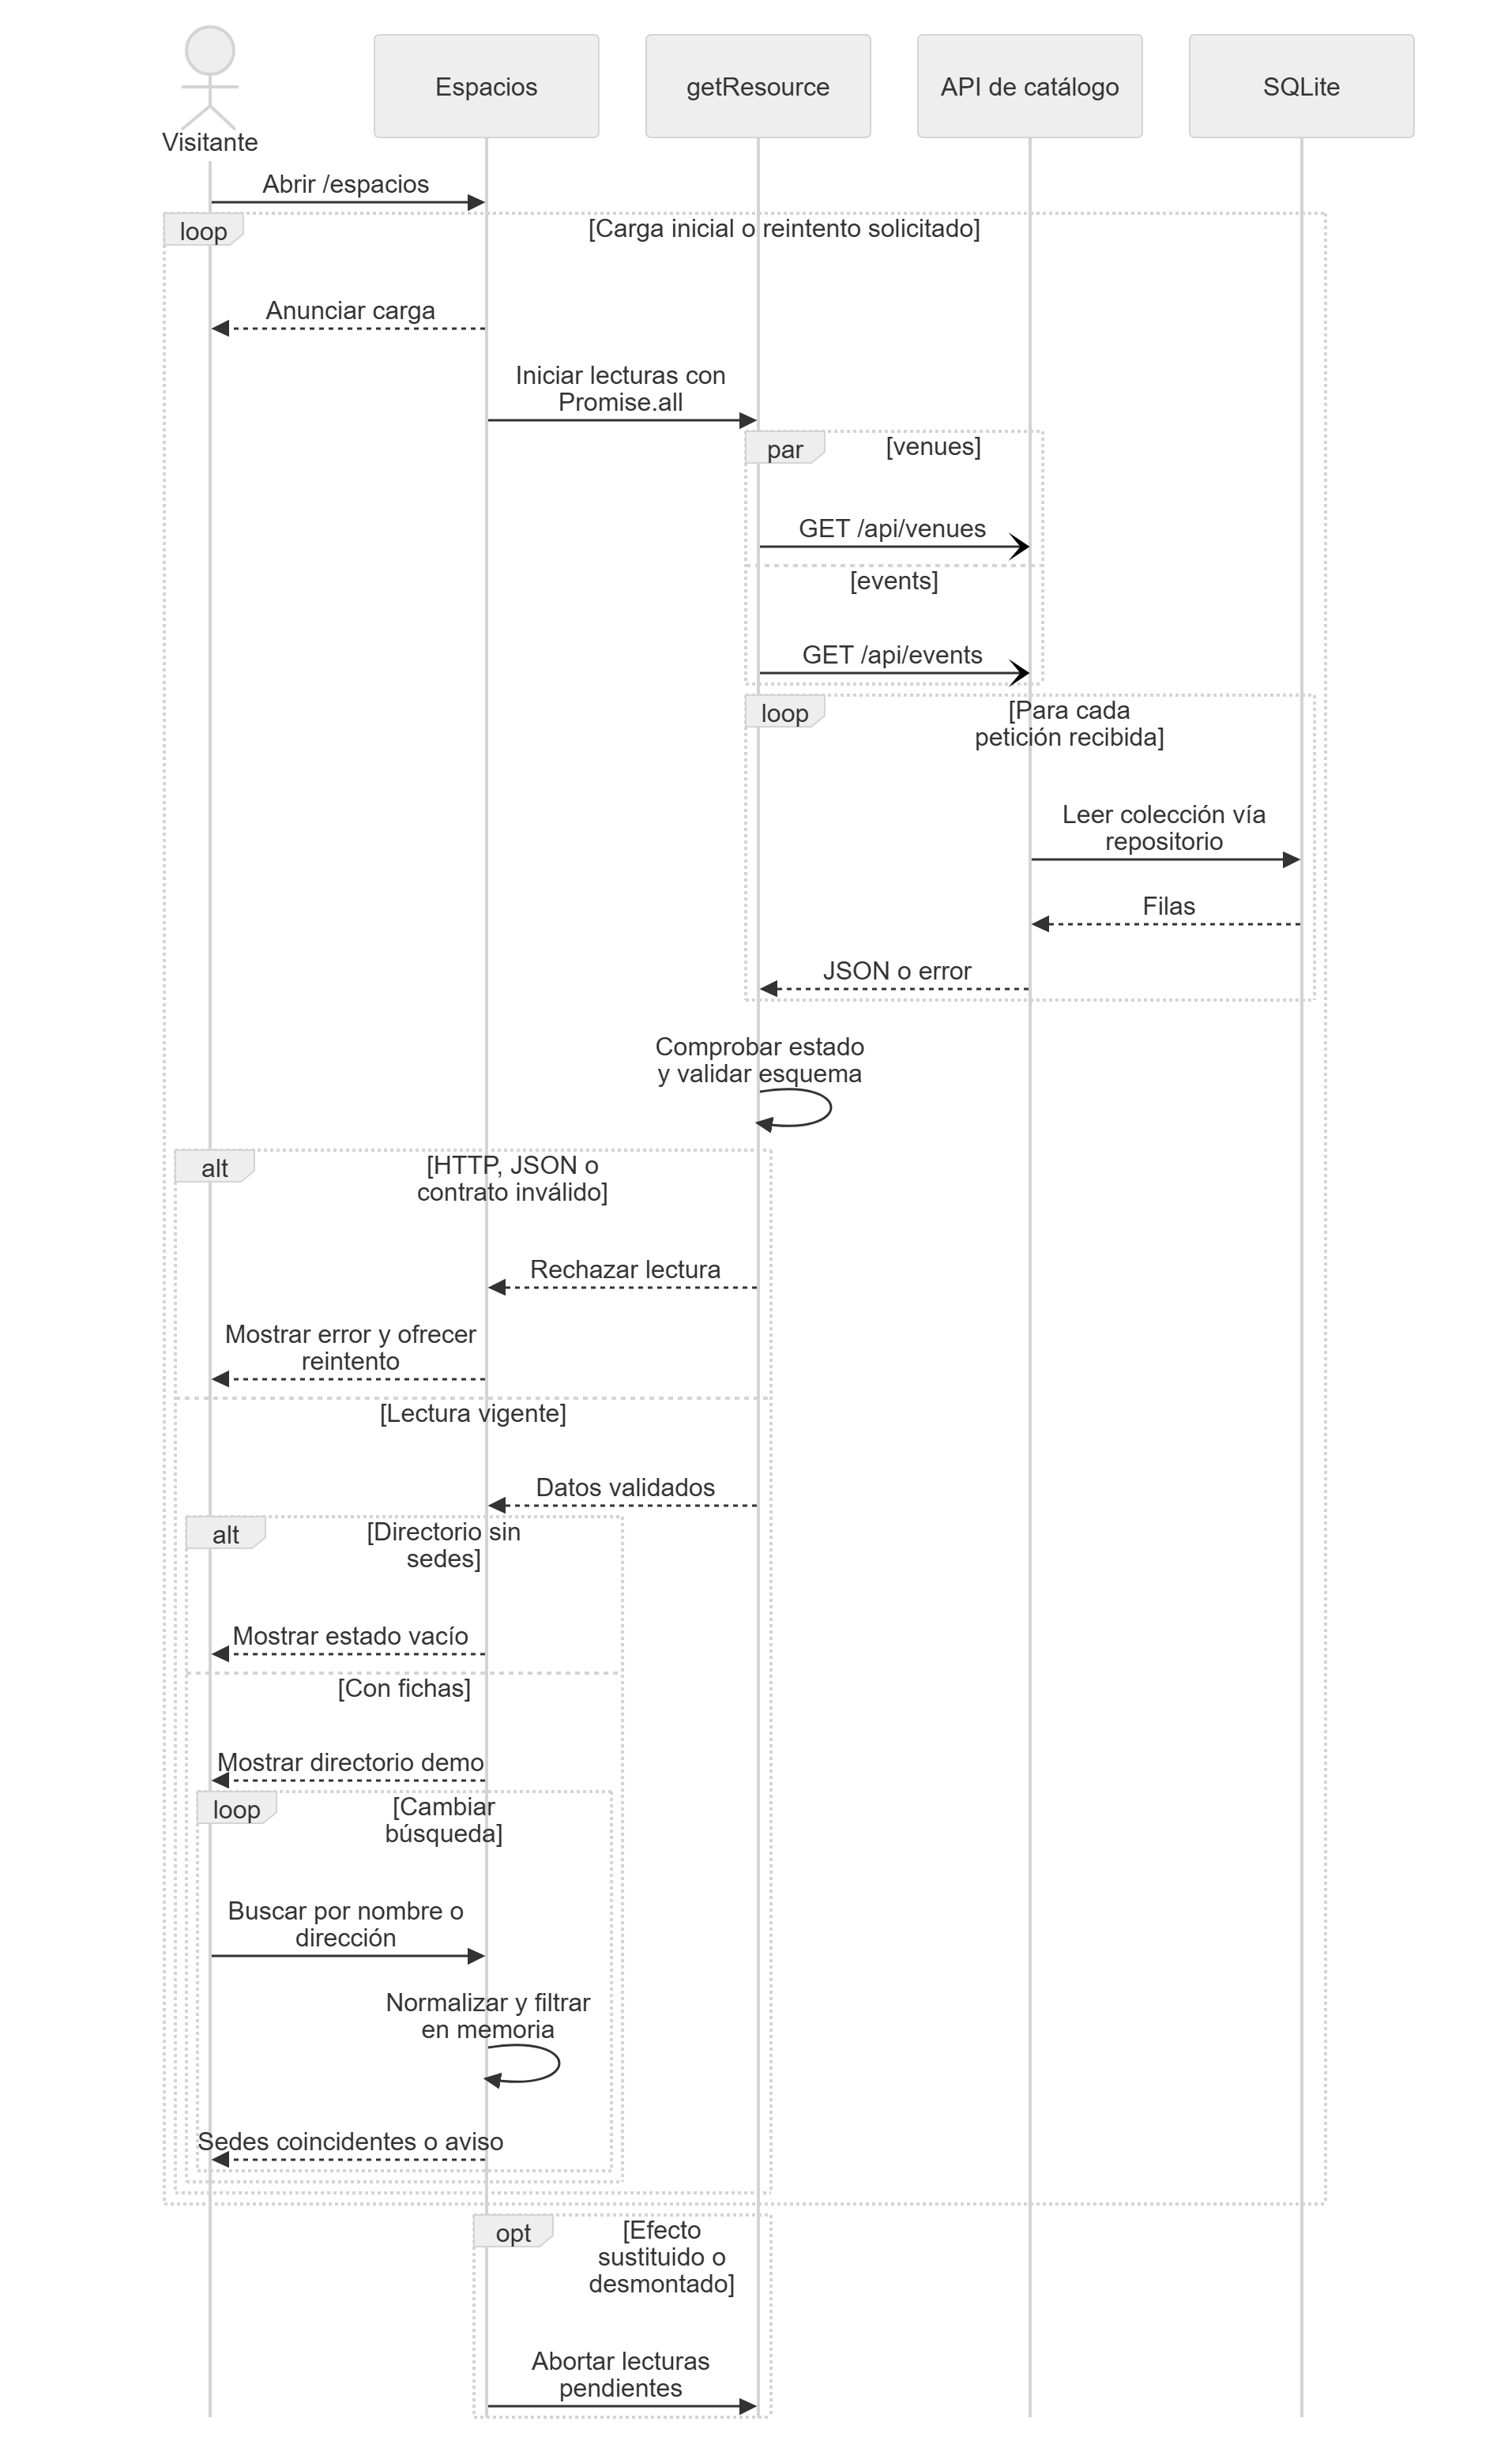 Visitante
Espacios
getResource
API de catálogo
SQLite
Abrir /espacios
loop
[Carga inicial o reintento solicitado]
Anunciar carga
Iniciar lecturas con
Promise.all
par
[venues]
GET /api/venues
[events]
GET /api/events
loop
[Para cada
petición recibida]
Leer colección vía
repositorio
Filas
JSON o error
Comprobar estado
y validar esquema
alt
[HTTP, JSON o
contrato inválido]
Rechazar lectura
Mostrar error y ofrecer
reintento
[Lectura vigente]
Datos validados
alt
[Directorio sin
sedes]
Mostrar estado vacío
[Con fichas]
Mostrar directorio demo
loop
[Cambiar
búsqueda]
Buscar por nombre o
dirección
Normalizar y filtrar
en memoria
Sedes coincidentes o aviso
opt
[Efecto
sustituido o
desmontado]
Abortar lecturas
pendientes